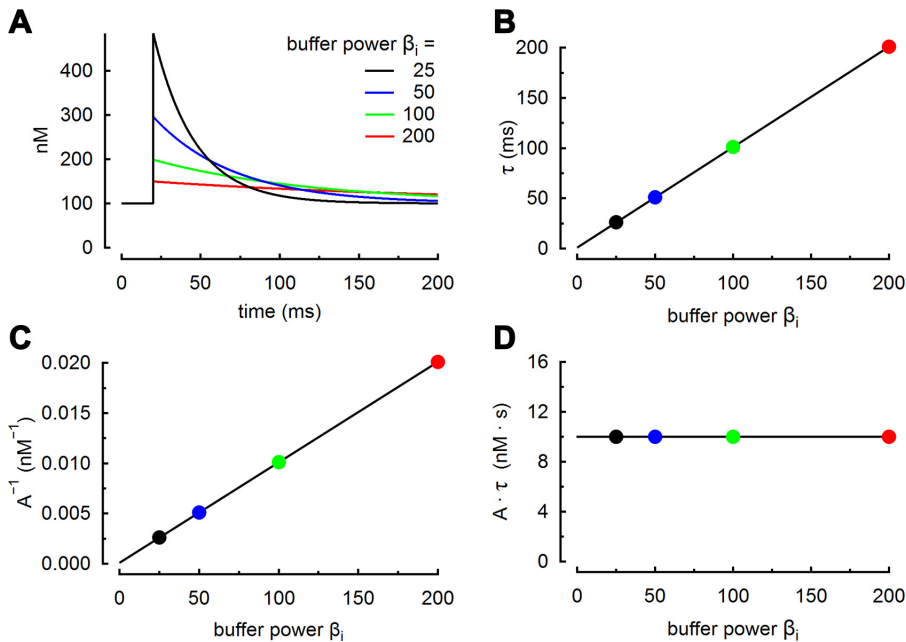 A
buffer power βi =
25
50
100
200
nM
400
300
200
100
0
0 50 100 150 200
time (ms)
B
τ (ms)
200
150
100
50
0
0 50 100 150 200
buffer power βi
C
A⁻¹ (nM⁻¹)
0.020
0.015
0.010
0.005
0.000
0 50 100 150 200
buffer power βi
D
A · τ (nM · s)
16
12
8
4
0
0 50 100 150 200
buffer power βi